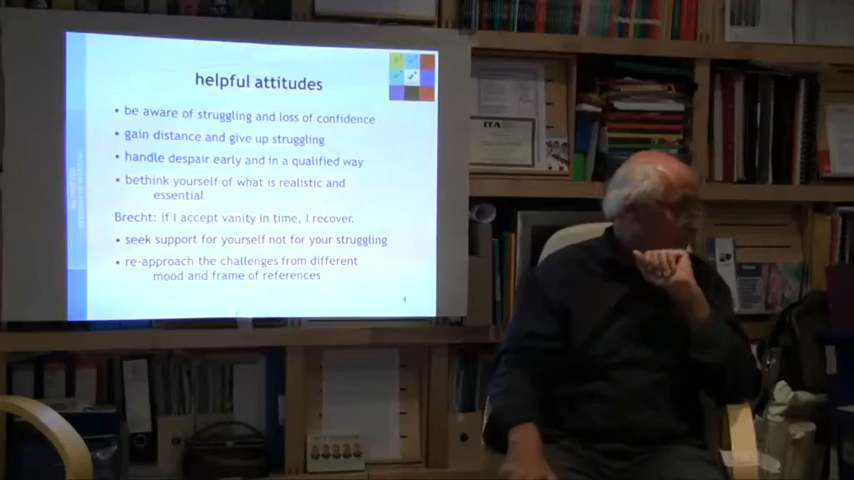 helpful attitudes
• be aware of struggling and loss of confidence
• gain distance and give up struggling
• handle despair early and in a qualified way
• bethink yourself of what is realistic and
essential
Brecht: if I accept vanity in time, I recover.
• seek support for yourself not for your struggling
• re-approach the challenges from different
mood and frame of references
ITAA